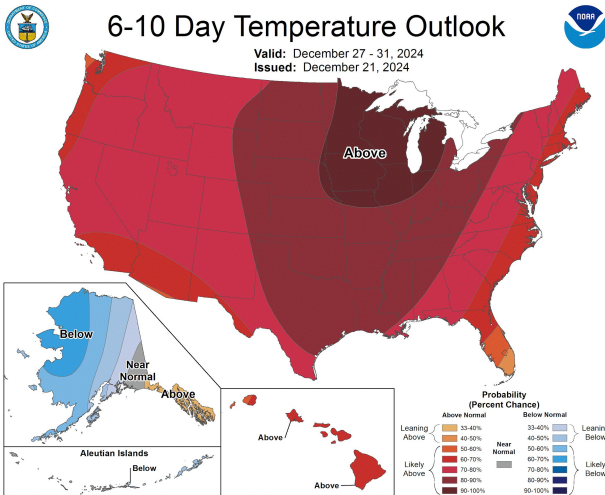 6-10 Day Temperature Outlook
NOAA
Valid: December 27 - 31, 2024
Issued: December 21, 2024
Above
Below
Near
Normal
Above
Aleutian Islands
Below
Above
Above
Probability
(Percent Chance)
Above Normal Below Normal
Leaning
Above
33-40% 33-40%
40-50% 40-50%
Leaning
Below
Near
Normal
Likely
Above
50-60% 50-60%
60-70% 60-70%
70-80% 70-80%
80-90% 80-90%
90-100% 90-100%
Likely
Below